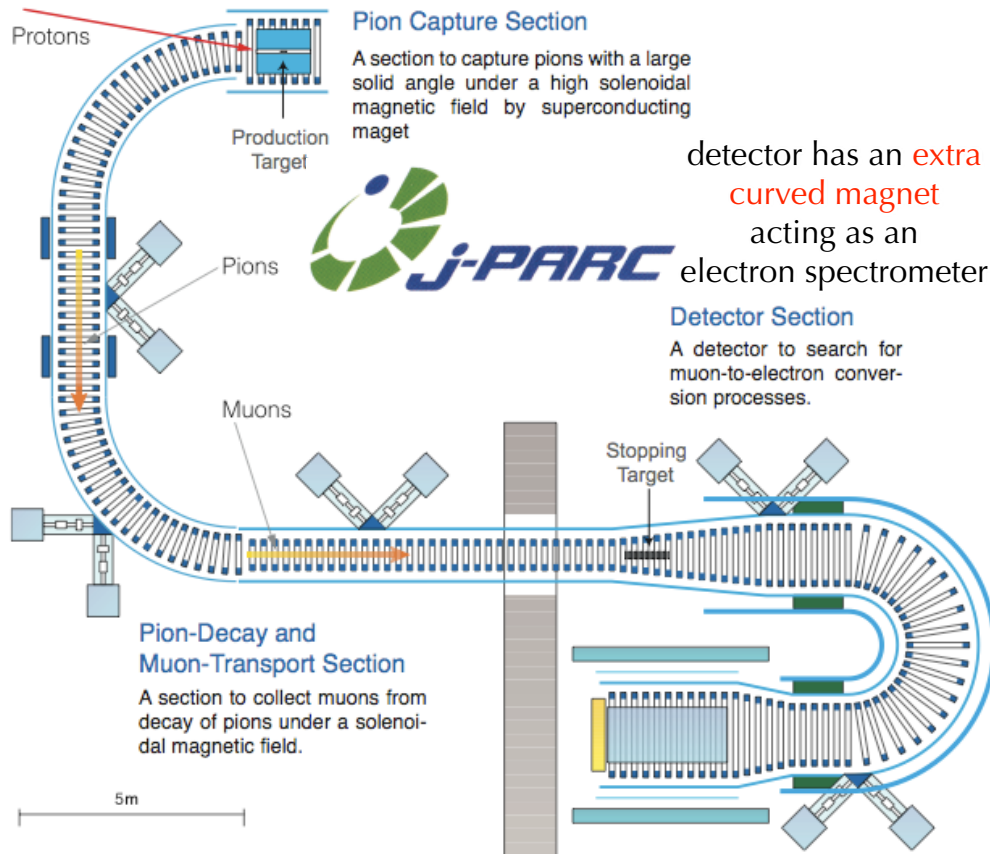 Protons
Pion Capture Section
A section to capture pions with a large
solid angle under a high solenoidal
magnetic field by superconducting
maget
Production
Target
detector has an extra
curved magnet
acting as an
electron spectrometer
J-PARC
Pions
Detector Section
A detector to search for
muon-to-electron conver-
sion processes.
Muons
Stopping
Target
Pion-Decay and
Muon-Transport Section
A section to collect muons from
decay of pions under a solenoi-
dal magnetic field.
5m